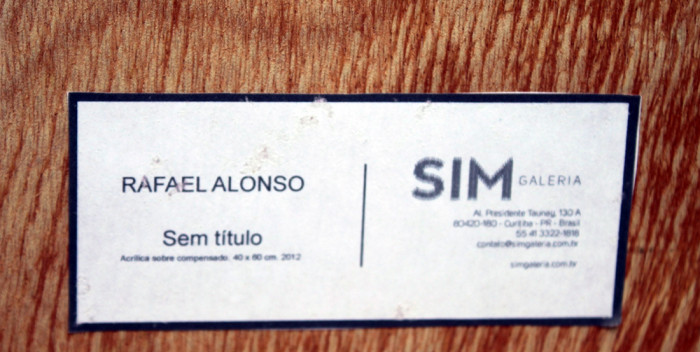 RAFAEL ALONSO
Sem título
Acrílica sobre compensado. 40 x 60 cm. 2012
SIM GALERIA
Al. Presidente Taunay, 130 A
80420-180 - Curitiba - PR - Brasil
55 41 3322-1818
contato@simgaleria.com.br
simgaleria.com.br